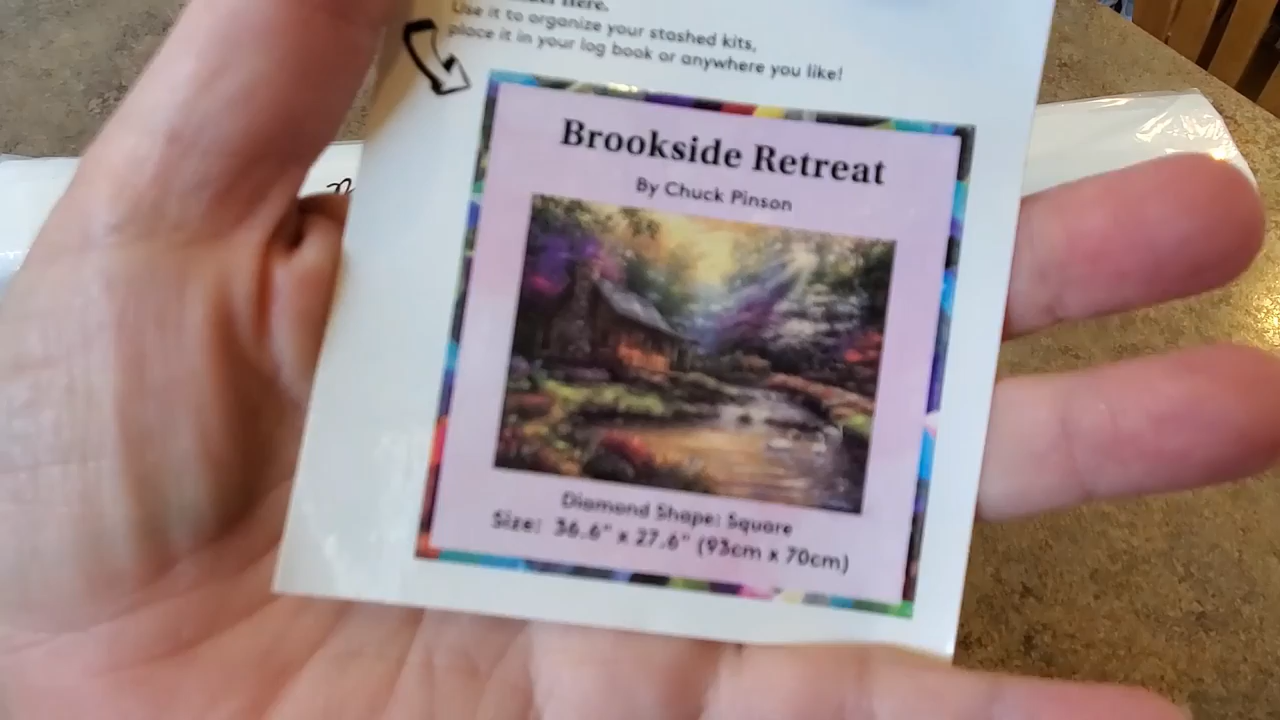 Here.
Use it to organize your stashed kits,
place it in your log book or anywhere you like!
Brookside Retreat
By Chuck Pinson
Diamond Shape: Square
Size: 36.6" x 27.6" (93cm x 70cm)